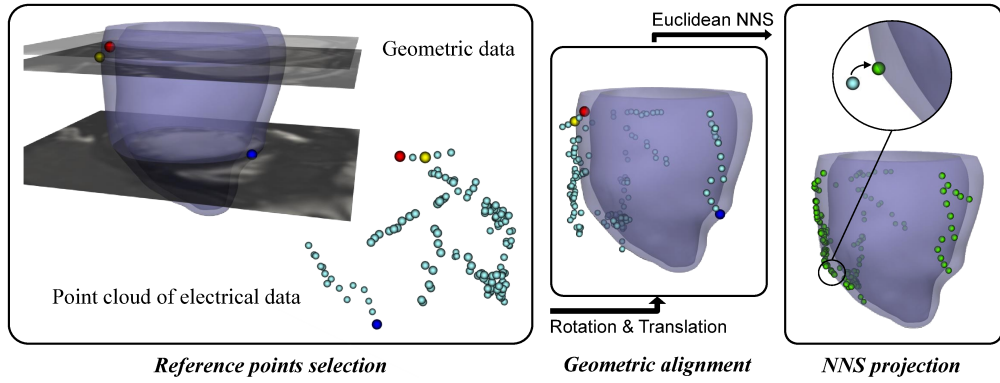 Geometric data
Point cloud of electrical data
Reference points selection
Rotation & Translation
Geometric alignment
Euclidean NNS
NNS projection